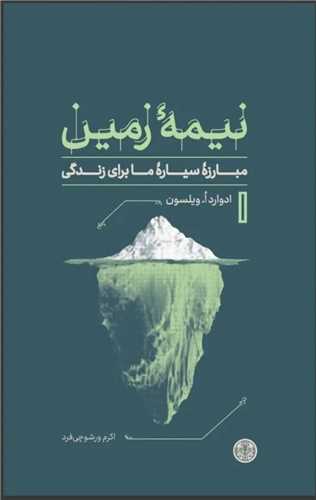 نیمهٔ زمین
مبارزهٔ سیارهٔ ما برای زندگی
ادوارد اُ. ویلسون
اکرم ورشوچی‌فرد